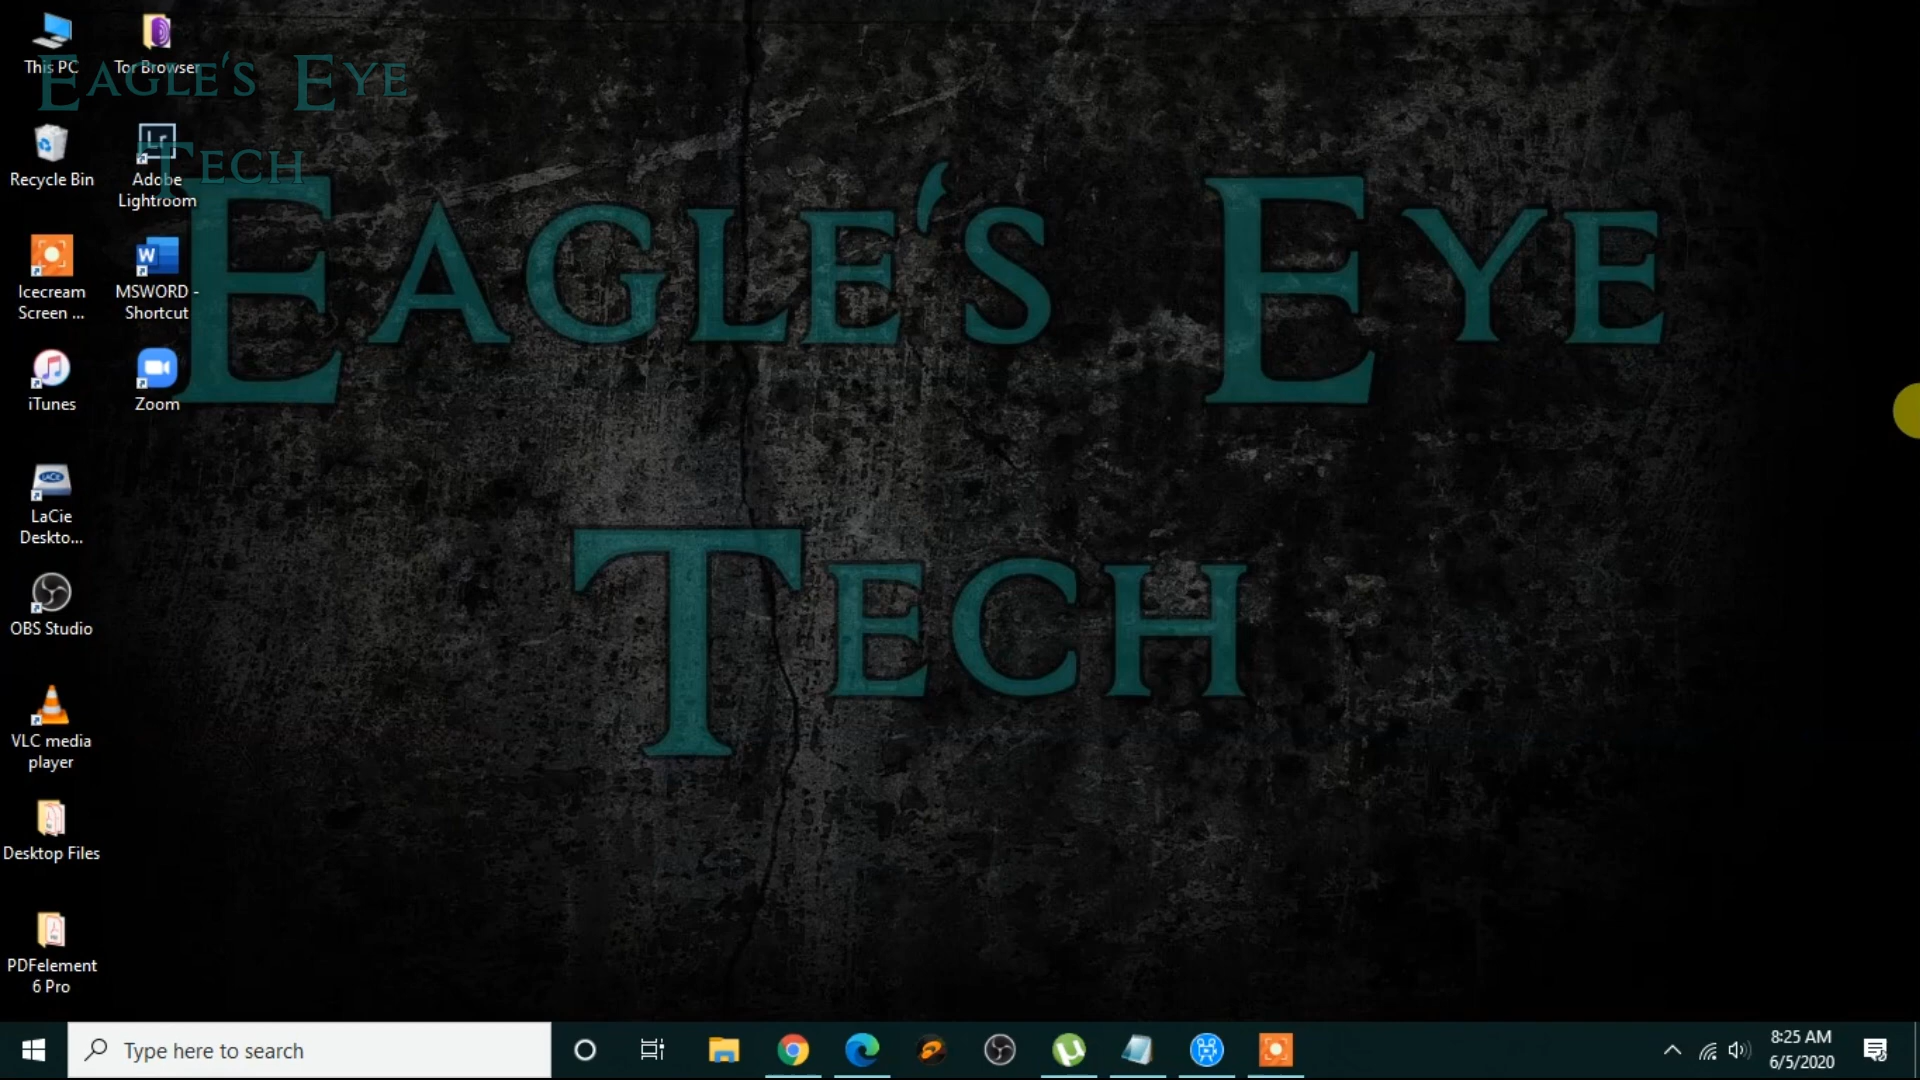 This PC
Tor Browser
EAGLE'S EYE
TECH
Recycle Bin
Adobe
Lightroom
EAGLE'S EYE
TECH
Icecream
Screen ...
MSWORD -
Shortcut
iTunes
Zoom
LaCie
Deskto...
OBS Studio
VLC media
player
Desktop Files
PDFelement
6 Pro
Type here to search
8:25 AM
6/5/2020